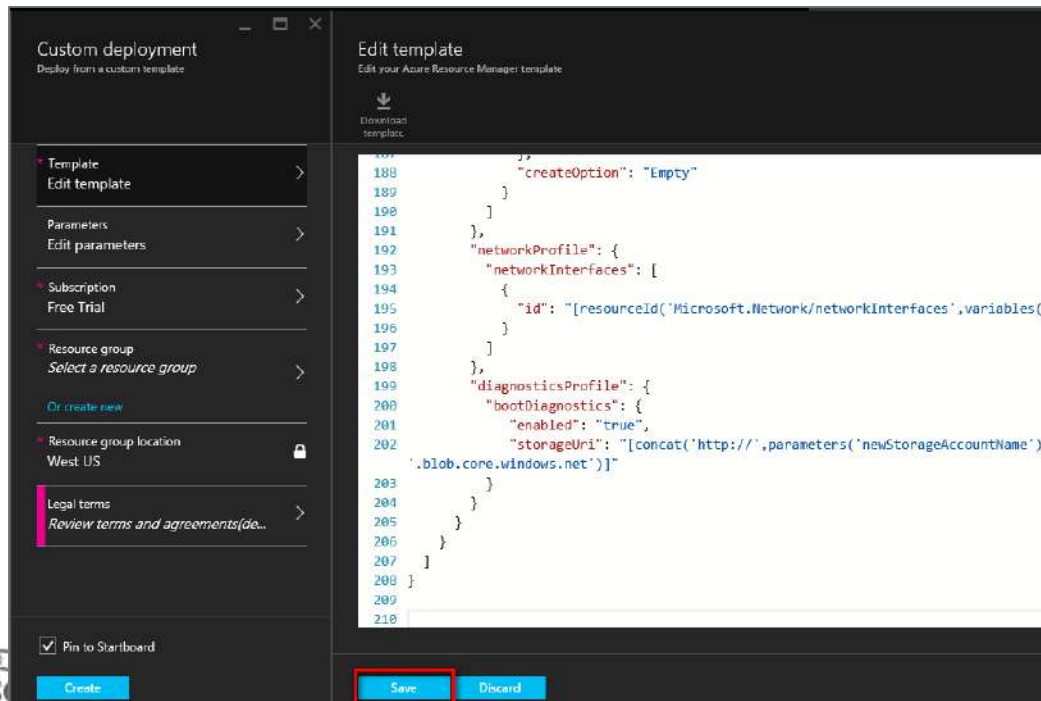 Custom deployment
Deploy from a custom template
* Template
Edit template
Parameters
Edit parameters
* Subscription
Free Trial
* Resource group
Select a resource group
Or create new
* Resource group location
West US
Legal terms
Review terms and agreements(de...
Pin to Startboard
Create
Edit template
Edit your Azure Resource Manager template
Download
template
187 },
188 "createOption": "Empty"
189 }
190 ]
191 },
192 "networkProfile": {
193 "networkInterfaces": [
194 {
195 "id": "[resourceId('Microsoft.Network/networkInterfaces',variables(
196 }
197 ]
198 },
199 "diagnosticsProfile": {
200 "bootDiagnostics": {
201 "enabled": "true",
202 "storageUri": "[concat('http://',parameters('newStorageAccountName')
'.blob.core.windows.net')]"
203 }
204 }
205 }
206 }
207 ]
208 }
209
210
Save
Discard